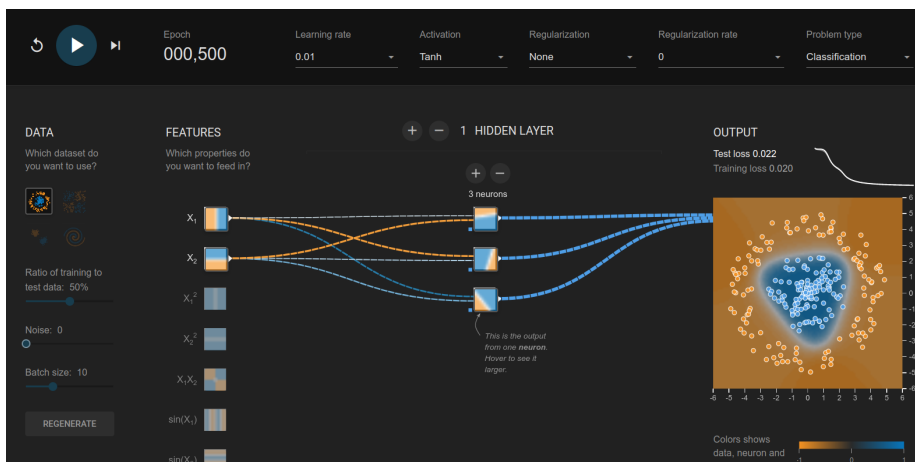 Epoch
000,500
Learning rate
0.01
Activation
Tanh
Regularization
None
Regularization rate
0
Problem type
Classification
DATA
Which dataset do
you want to use?
Ratio of training to
test data: 50%
Noise: 0
Batch size: 10
REGENERATE
FEATURES
Which properties do
you want to feed in?
X₁
X₂
X₁²
X₂²
X₁X₂
sin(X₁)
sin(X₂)
+ − 1 HIDDEN LAYER
+ −
3 neurons
This is the output
from one neuron.
Hover to see it
larger.
OUTPUT
Test loss 0.022
Training loss 0.020
6
5
4
3
2
1
0
-1
-2
-3
-4
-5
-6
-6 -5 -4 -3 -2 -1 0 1 2 3 4 5 6
Colors shows
data, neuron and
-1 0 1